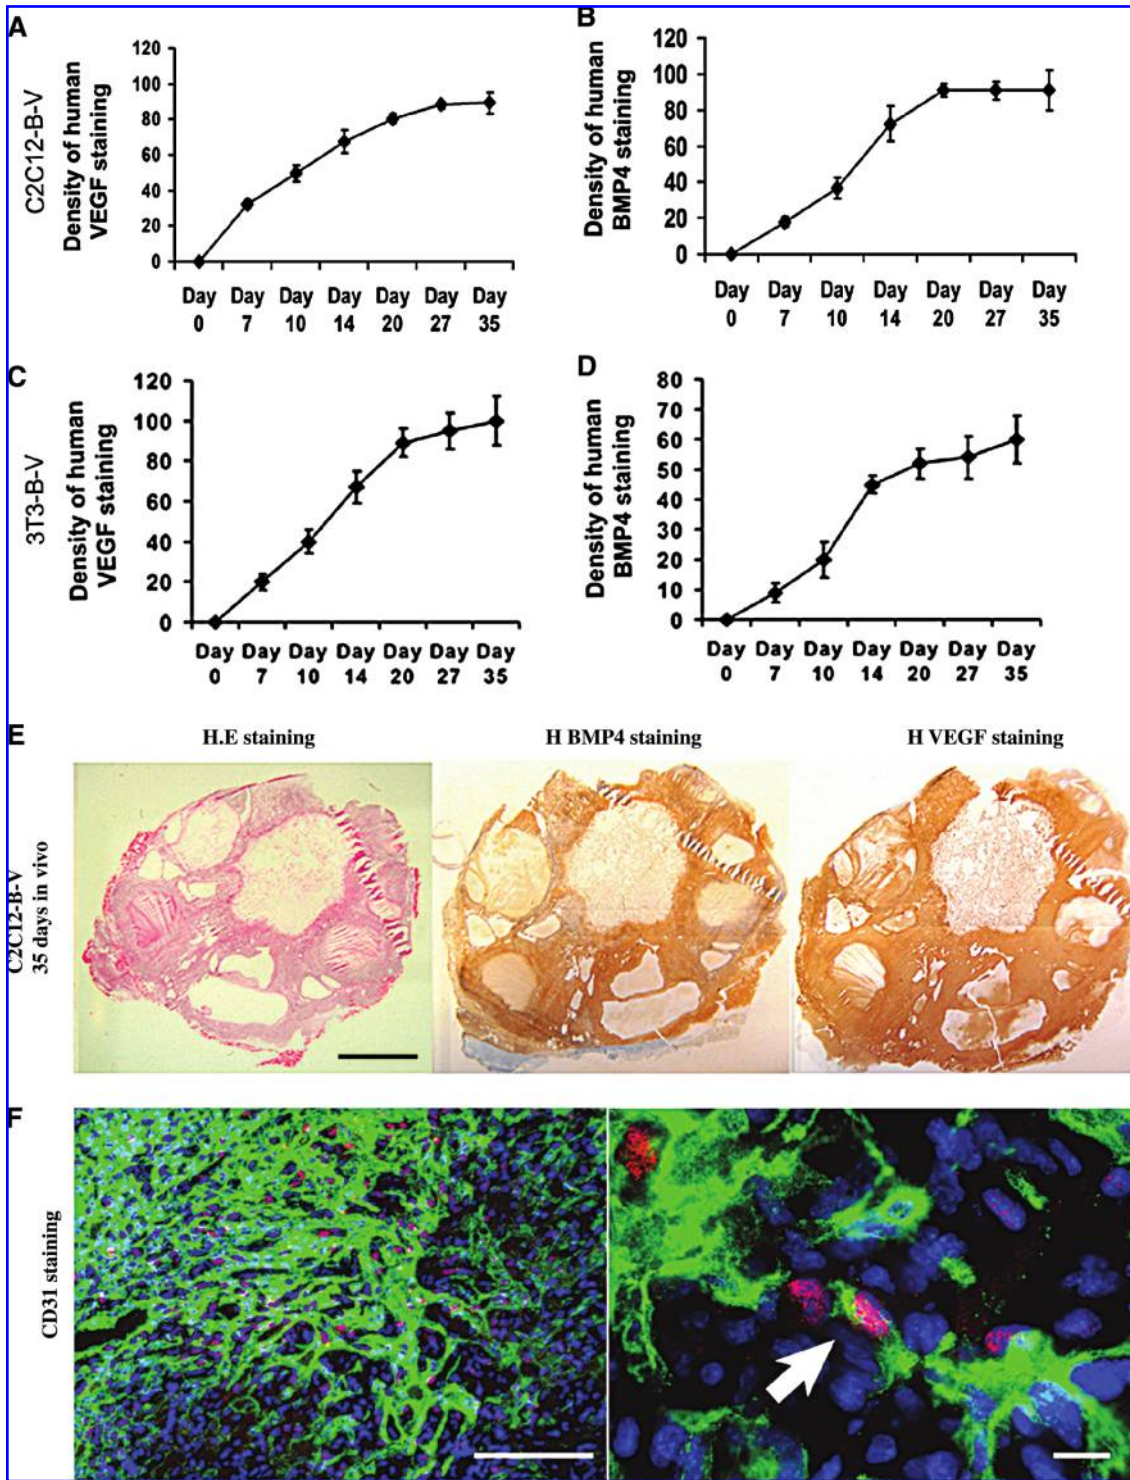 A
C2C12-B-V
Density of human
VEGF staining
120
100
80
60
40
20
0
Day Day Day Day Day Day Day
0 7 10 14 20 27 35
B
Density of human
BMP4 staining
120
100
80
60
40
20
0
Day Day Day Day Day Day Day
0 7 10 14 20 27 35
C
3T3-B-V
Density of human
VEGF staining
120
100
80
60
40
20
0
Day Day Day Day Day Day Day
0 7 10 14 20 27 35
D
Density of human
BMP4 staining
80
70
60
50
40
30
20
10
0
Day Day Day Day Day Day Day
0 7 10 14 20 27 35
E
H.E staining
H BMP4 staining
H VEGF staining
C2C12-B-V
35 days in vivo
F
CD31 staining